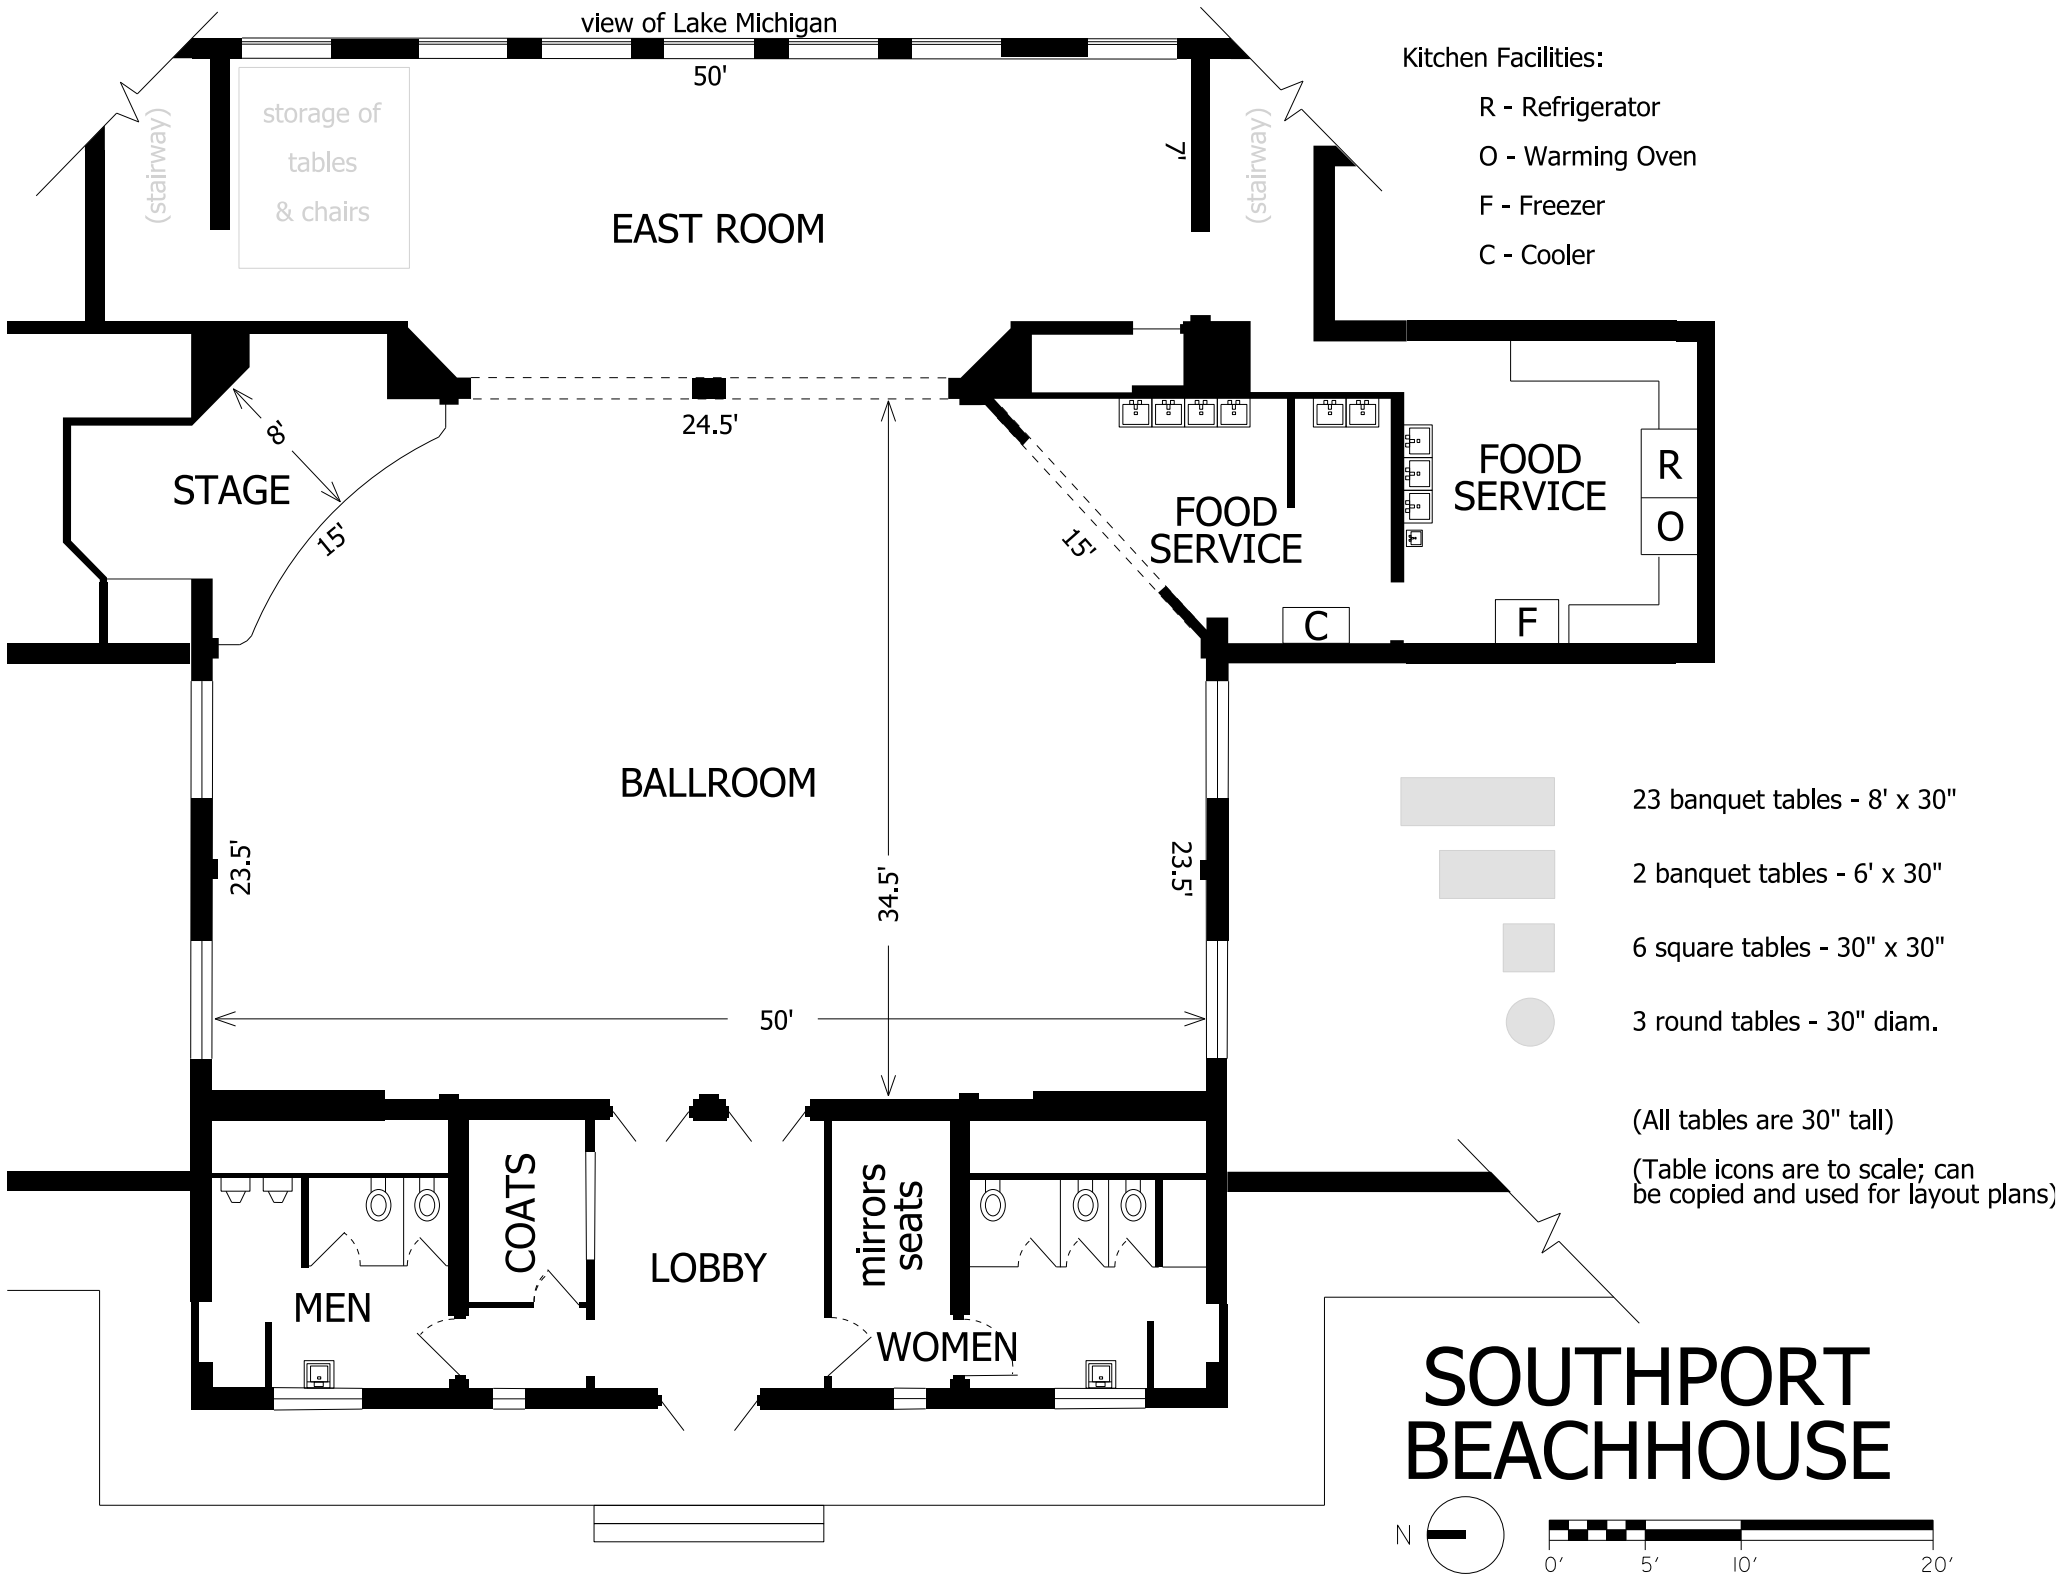 view of Lake Michigan
50'
Kitchen Facilities:
R - Refrigerator
O - Warming Oven
F - Freezer
C - Cooler
(stairway)
storage of
tables
& chairs
7'
(stairway)
EAST ROOM
24.5'
8'
STAGE
15'
15'
FOOD
SERVICE
FOOD
SERVICE
R
O
C
F
BALLROOM
23.5'
34.5'
23.5'
50'
23 banquet tables - 8' x 30"
2 banquet tables - 6' x 30"
6 square tables - 30" x 30"
3 round tables - 30" diam.
(All tables are 30" tall)
(Table icons are to scale; can
be copied and used for layout plans)
COATS
mirrors
seats
LOBBY
MEN
WOMEN
SOUTHPORT
BEACHHOUSE
N
0' 5' 10' 20'